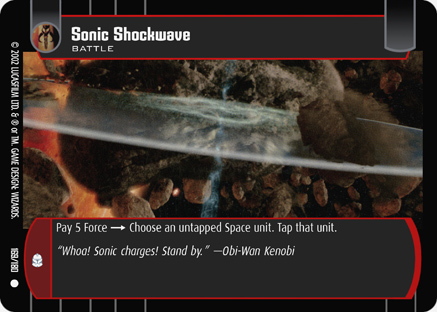 Sonic Shockwave
BATTLE
Pay 5 Force → Choose an untapped Space unit. Tap that unit.
“Whoa! Sonic charges! Stand by.” —Obi-Wan Kenobi
© 2002 LUCASFILM LTD. & ® or TM. GAME DESIGN: WIZARDS.
169/180